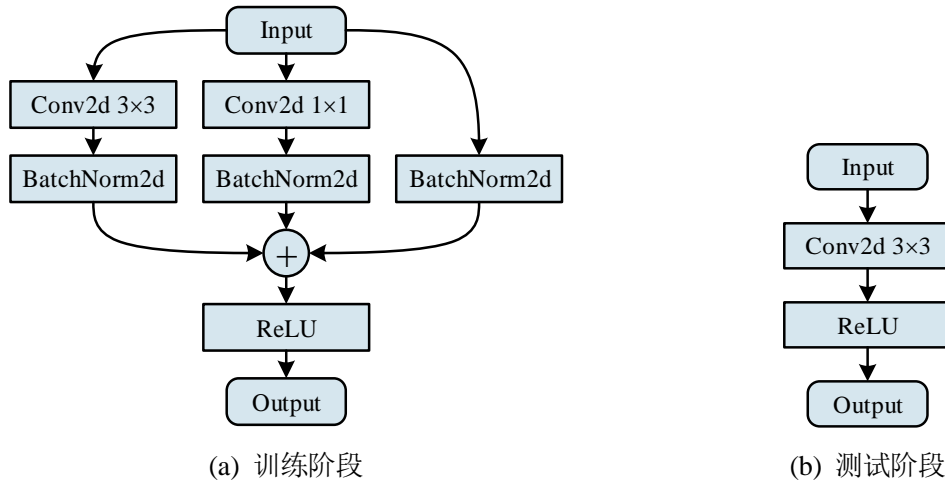 Input
Conv2d 3×3
Conv2d 1×1
BatchNorm2d
BatchNorm2d
BatchNorm2d
+
ReLU
Output
(a) 训练阶段
Input
Conv2d 3×3
ReLU
Output
(b) 测试阶段